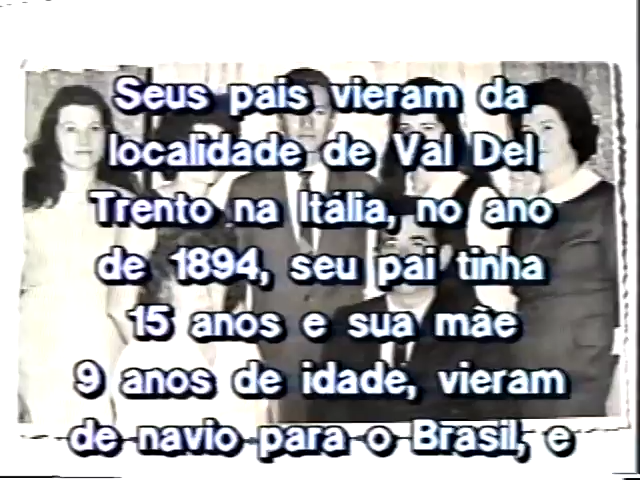 Seus pais vieram da
localidade de Val Del
Trento na Itália, no ano
de 1894, seu pai tinha
15 anos e sua mãe
9 anos de idade, vieram
de navio para o Brasil, e